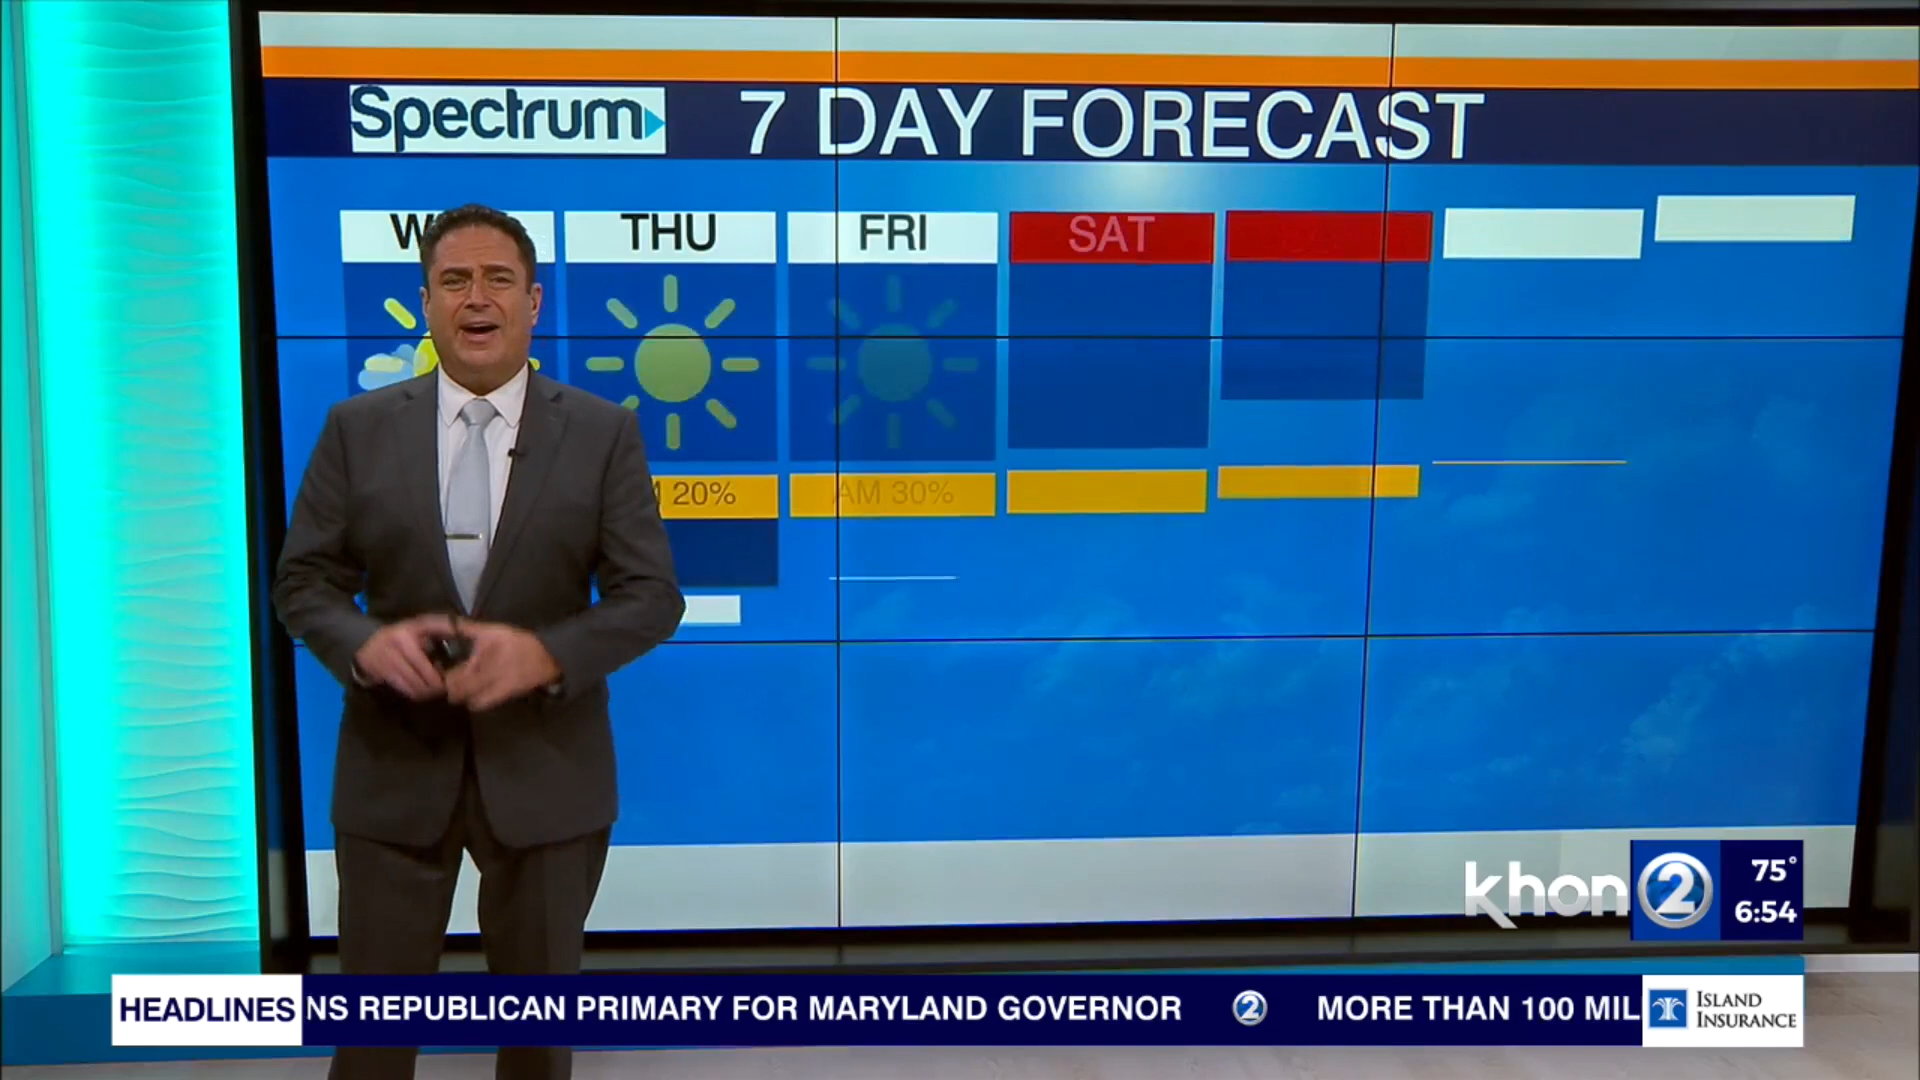 Spectrum
7 DAY FORECAST
THU
FRI
SAT
20%
AM 30%
khon 2
75°
6:54
HEADLINES
NS REPUBLICAN PRIMARY FOR MARYLAND GOVERNOR 2 MORE THAN 100 MIL
ISLAND
INSURANCE